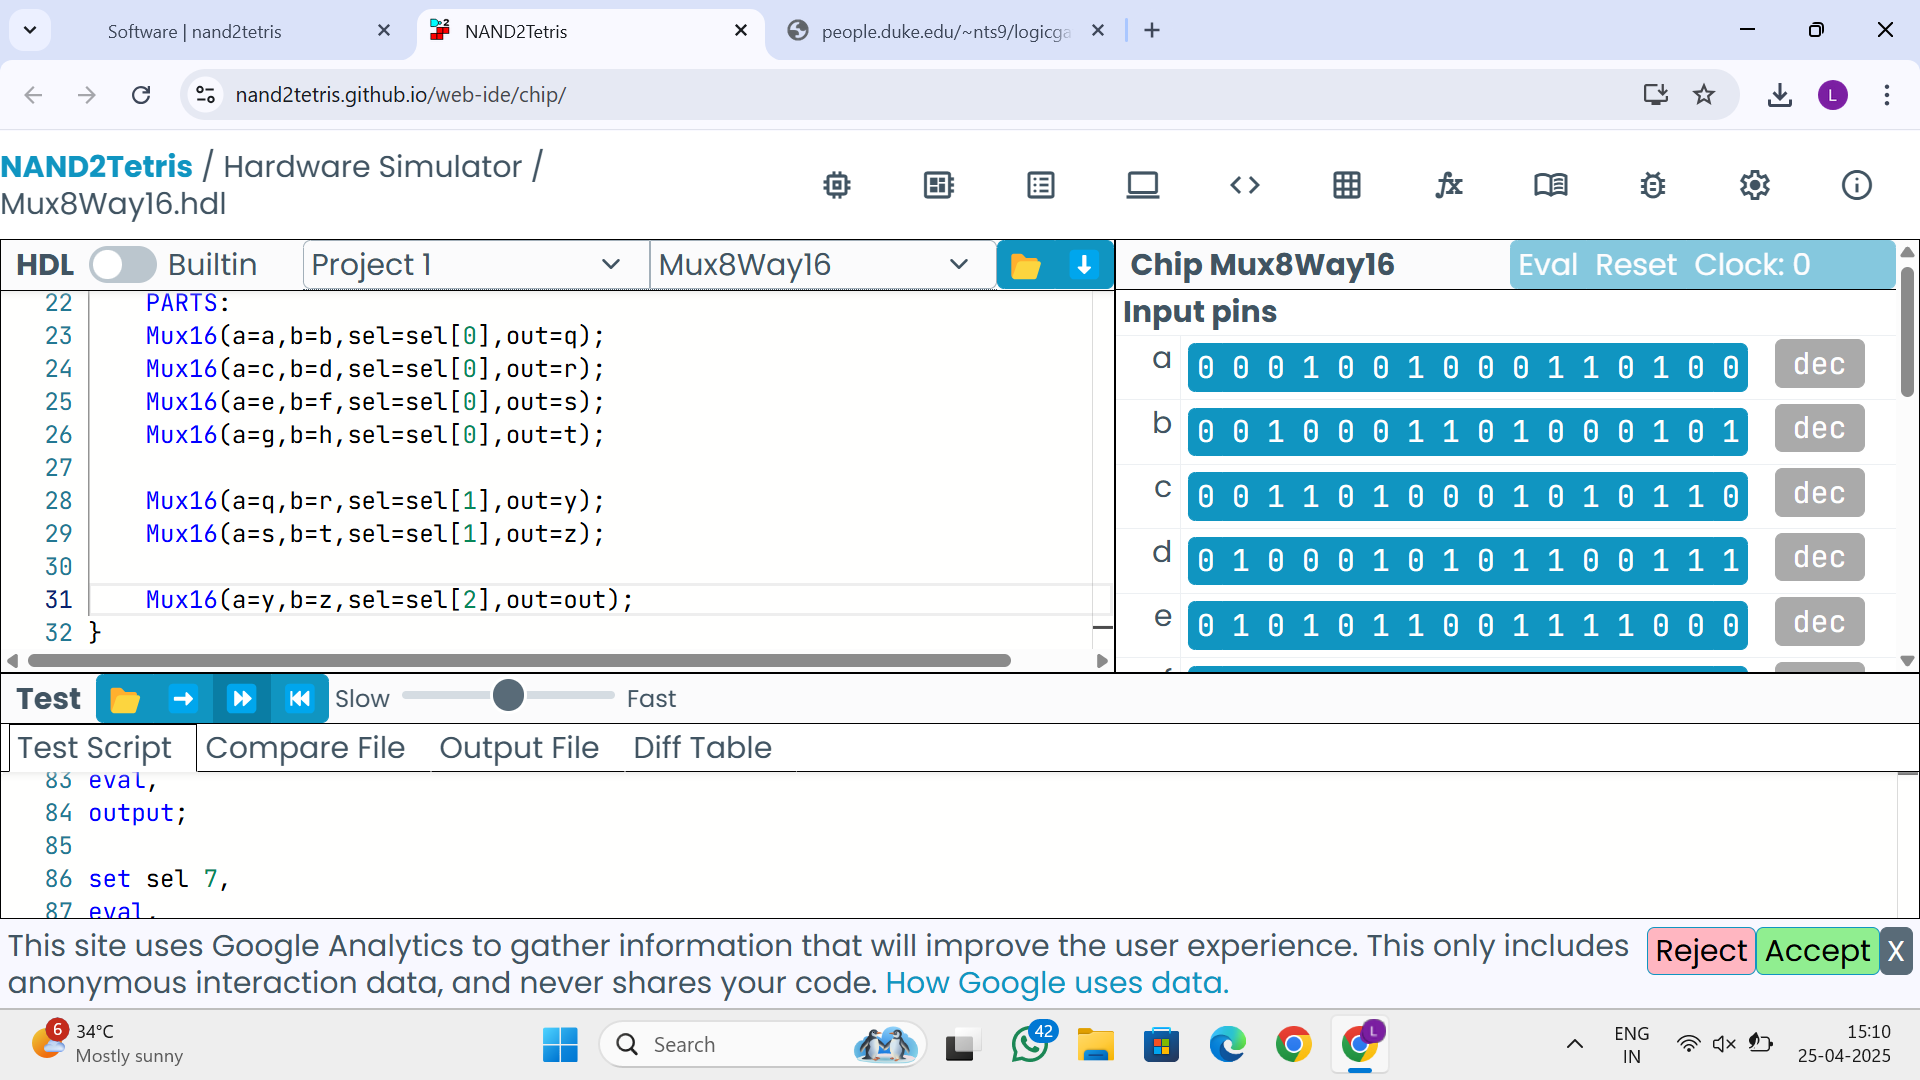 Software | nand2tetris
NAND2Tetris
people.duke.edu/~nts9/logicga
nand2tetris.github.io/web-ide/chip/
L
NAND2Tetris / Hardware Simulator /
Mux8Way16.hdl
HDL Builtin Project 1 Mux8Way16
22 PARTS:
23 Mux16(a=a,b=b,sel=sel[0],out=q);
24 Mux16(a=c,b=d,sel=sel[0],out=r);
25 Mux16(a=e,b=f,sel=sel[0],out=s);
26 Mux16(a=g,b=h,sel=sel[0],out=t);
27
28 Mux16(a=q,b=r,sel=sel[1],out=y);
29 Mux16(a=s,b=t,sel=sel[1],out=z);
30
31 Mux16(a=y,b=z,sel=sel[2],out=out);
32 }
Chip Mux8Way16 Eval Reset Clock: 0
Input pins
a 0 0 0 1 0 0 1 0 0 0 1 1 0 1 0 0 dec
b 0 0 1 0 0 0 1 1 0 1 0 0 0 1 0 1 dec
c 0 0 1 1 0 1 0 0 0 1 0 1 0 1 1 0 dec
d 0 1 0 0 0 1 0 1 0 1 1 0 0 1 1 1 dec
e 0 1 0 1 0 1 1 0 0 1 1 1 1 0 0 0 dec
Test Slow Fast
Test Script Compare File Output File Diff Table
83 eval,
84 output;
85
86 set sel 7,
87 eval,
This site uses Google Analytics to gather information that will improve the user experience. This only includes
anonymous interaction data, and never shares your code. How Google uses data.
Reject Accept X
6
34°C
Mostly sunny
Search
42
L
ENG
IN
15:10
25-04-2025